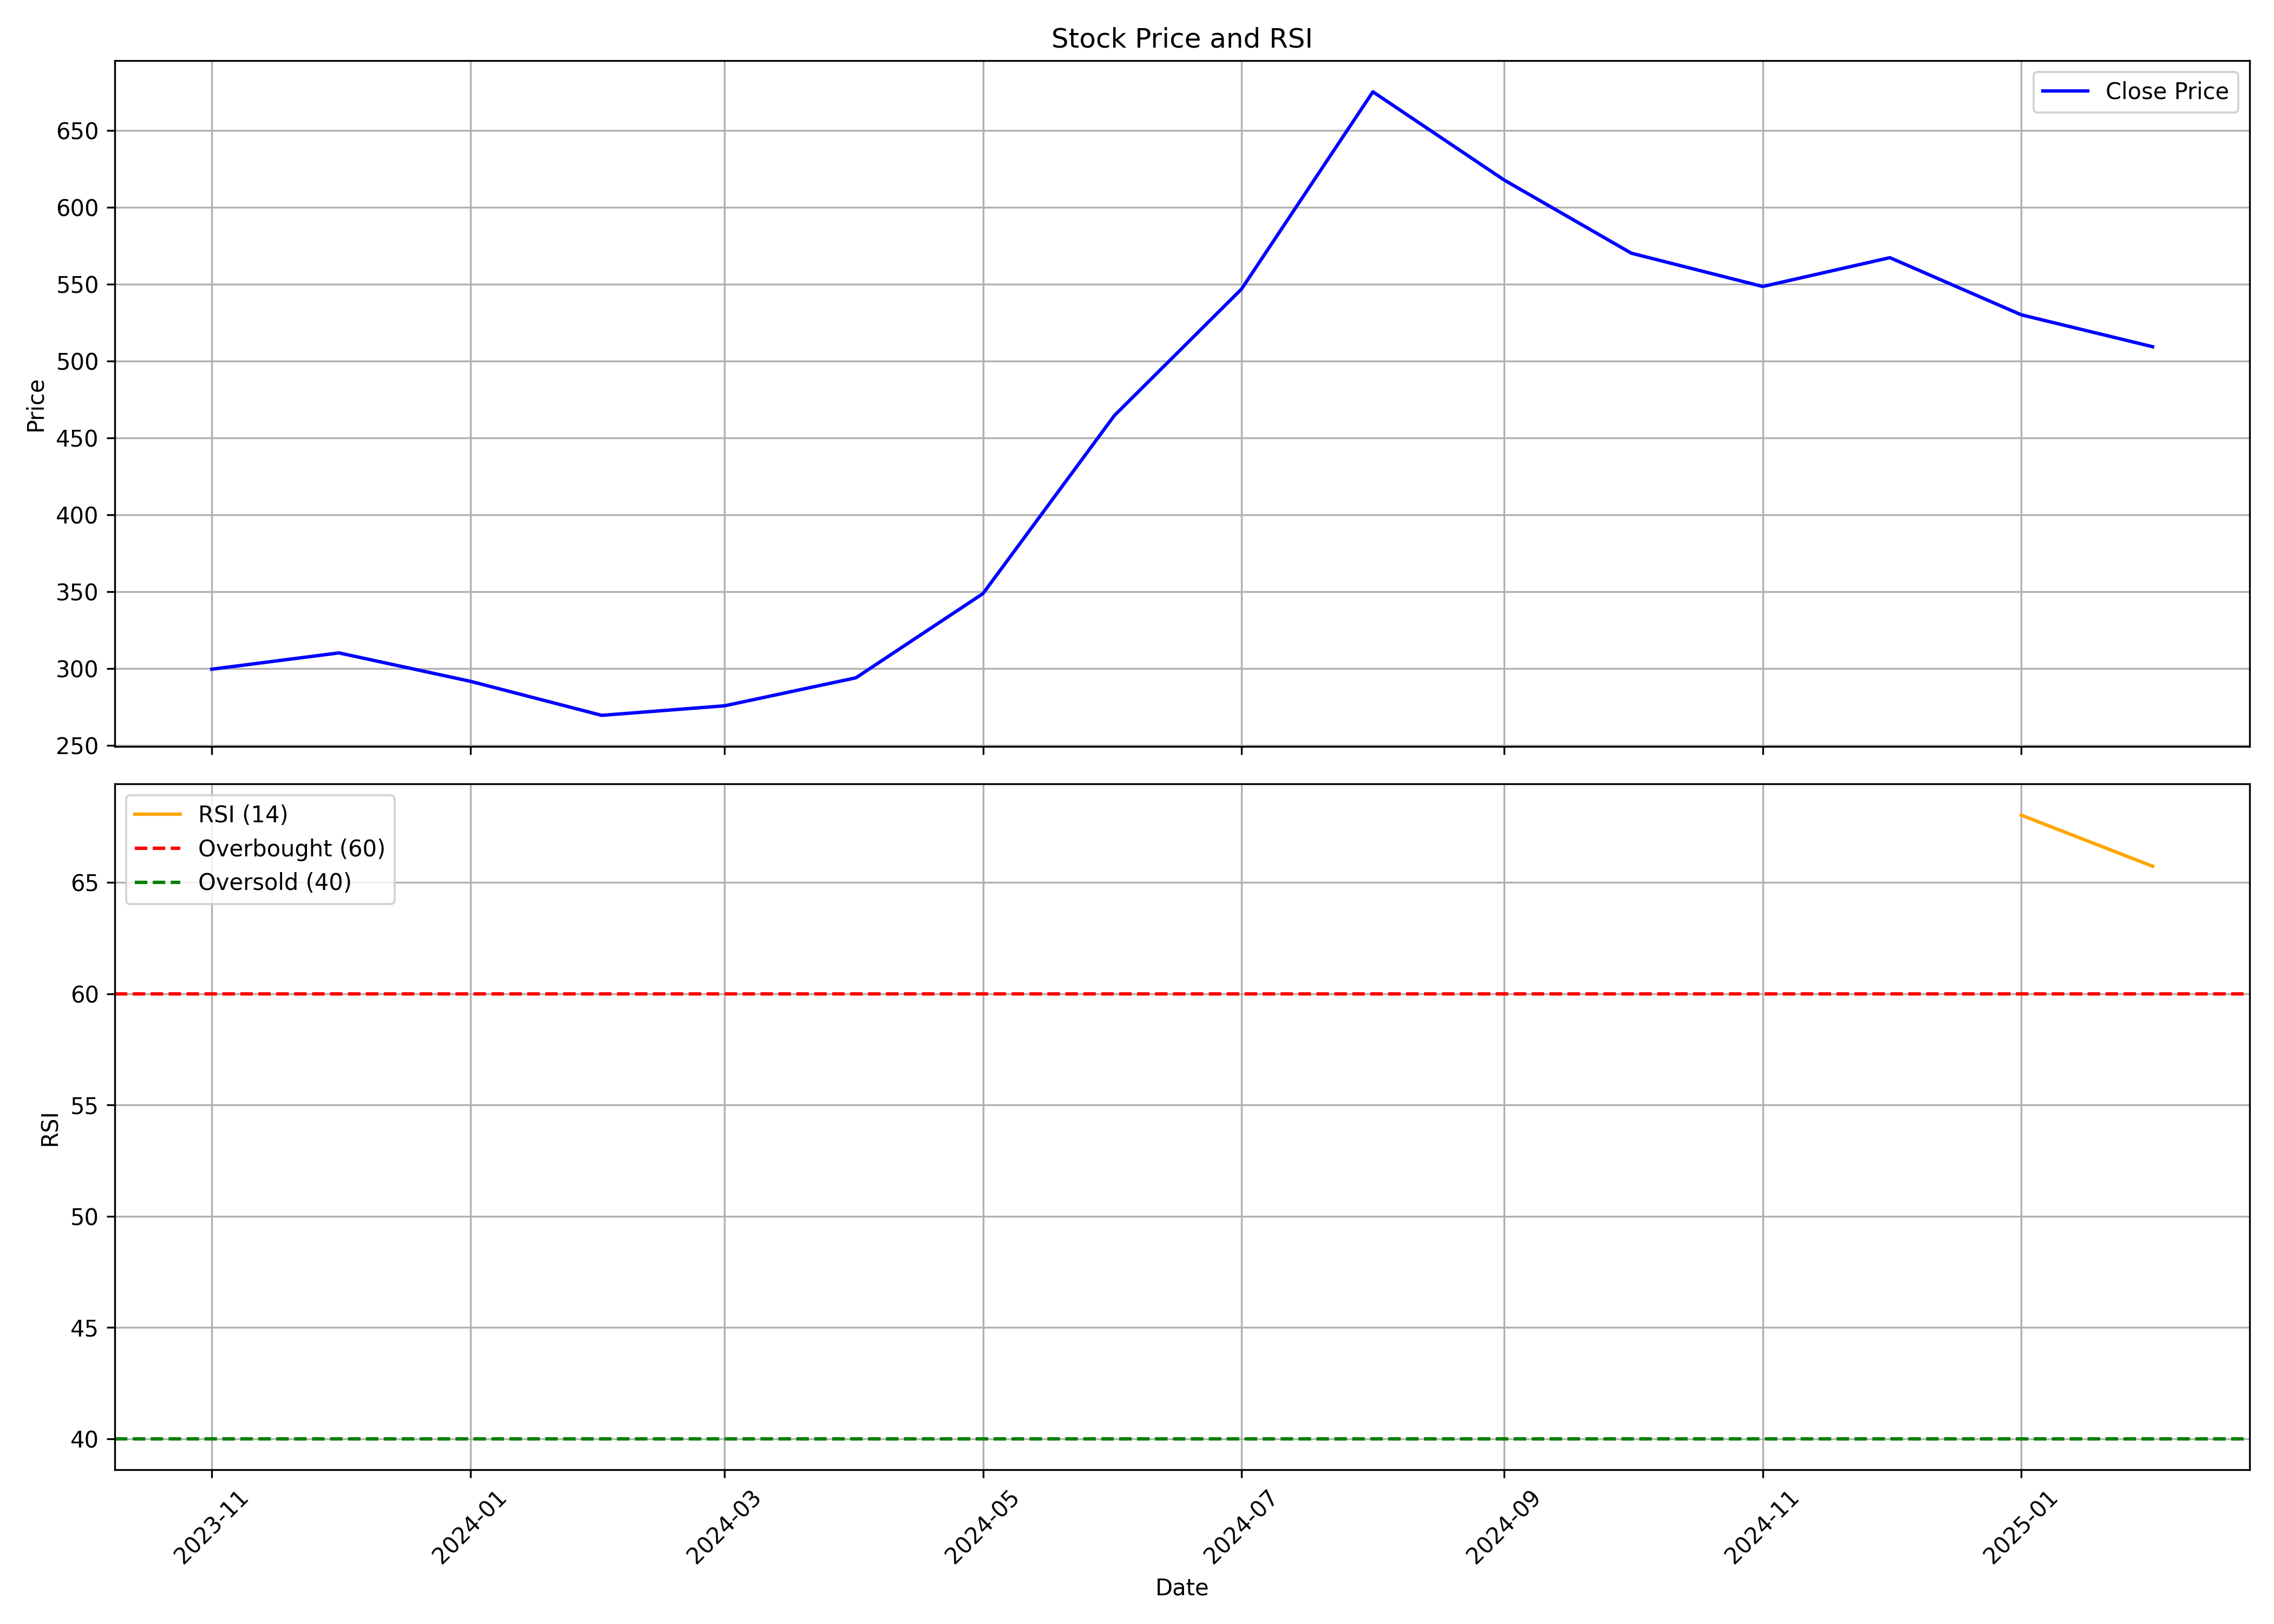 Stock Price and RSI
Close Price
650
600
550
500
450
400
350
300
250
Price
RSI (14)
Overbought (60)
Oversold (40)
65
60
55
50
45
40
RSI
2023-11
2024-01
2024-03
2024-05
2024-07
2024-09
2024-11
2025-01
Date